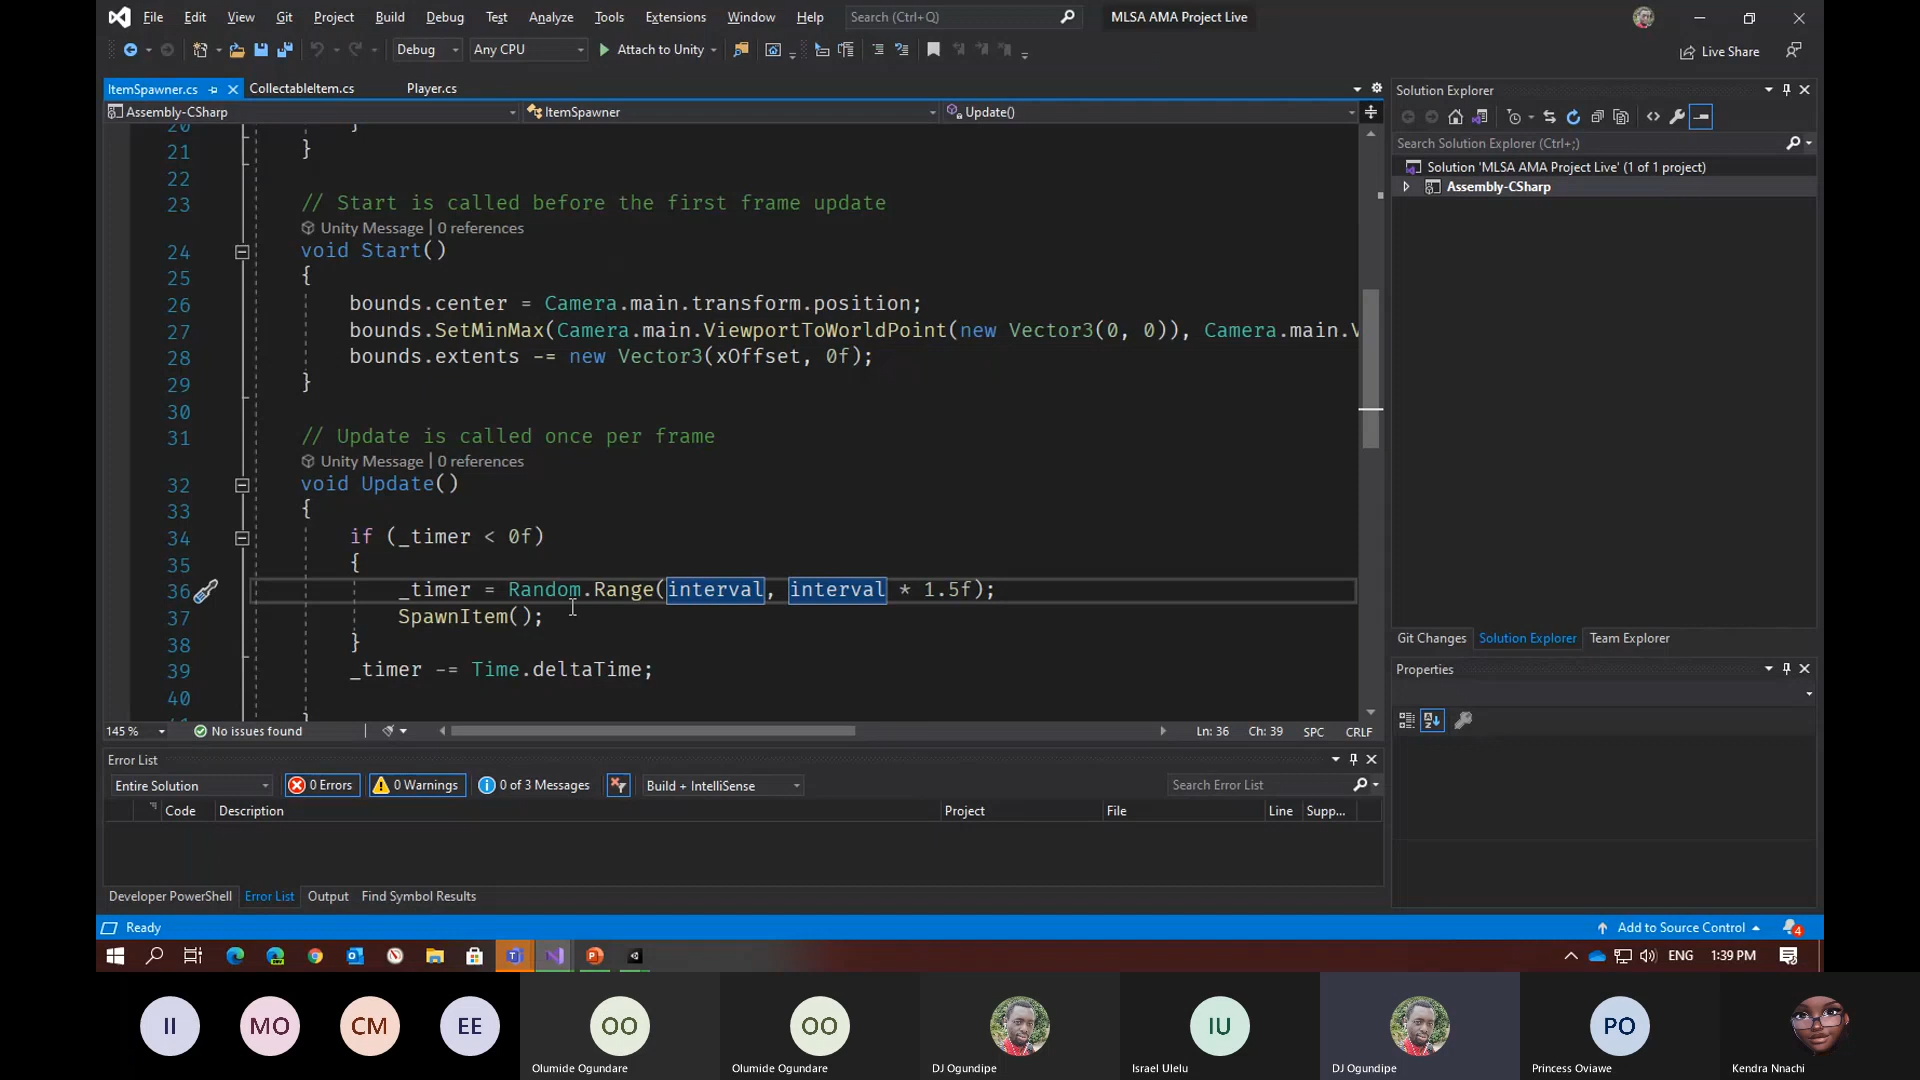 File Edit View Git Project Build Debug Test Analyze Tools Extensions Window Help Search (Ctrl+Q) MLSA AMA Project Live
Debug Any CPU Attach to Unity Live Share
ItemSpawner.cs CollectableItem.cs Player.cs
Assembly-CSharp ItemSpawner Update()
20 }
21 }
22
23 // Start is called before the first frame update
Unity Message | 0 references
24 void Start()
25 {
26 bounds.center = Camera.main.transform.position;
27 bounds.SetMinMax(Camera.main.ViewportToWorldPoint(new Vector3(0, 0)), Camera.main.V
28 bounds.extents -= new Vector3(xOffset, 0f);
29 }
30
31 // Update is called once per frame
Unity Message | 0 references
32 void Update()
33 {
34 if (_timer < 0f)
35 {
36 _timer = Random.Range(interval, interval * 1.5f);
37 SpawnItem();
38 }
39 _timer -= Time.deltaTime;
40
}
145 % No issues found Ln: 36 Ch: 39 SPC CRLF
Error List
Entire Solution 0 Errors 0 Warnings 0 of 3 Messages Build + IntelliSense Search Error List
Code Description Project File Line Supp...
Developer PowerShell Error List Output Find Symbol Results
Solution Explorer
Search Solution Explorer (Ctrl+;)
Solution 'MLSA AMA Project Live' (1 of 1 project)
Assembly-CSharp
Git Changes Solution Explorer Team Explorer
Properties
Ready Add to Source Control 4
ENG 1:39 PM
II MO CM EE OO OO IU PO
Olumide Ogundare Olumide Ogundare DJ Ogundipe Israel Ulelu DJ Ogundipe Princess Oviawe Kendra Nnachi